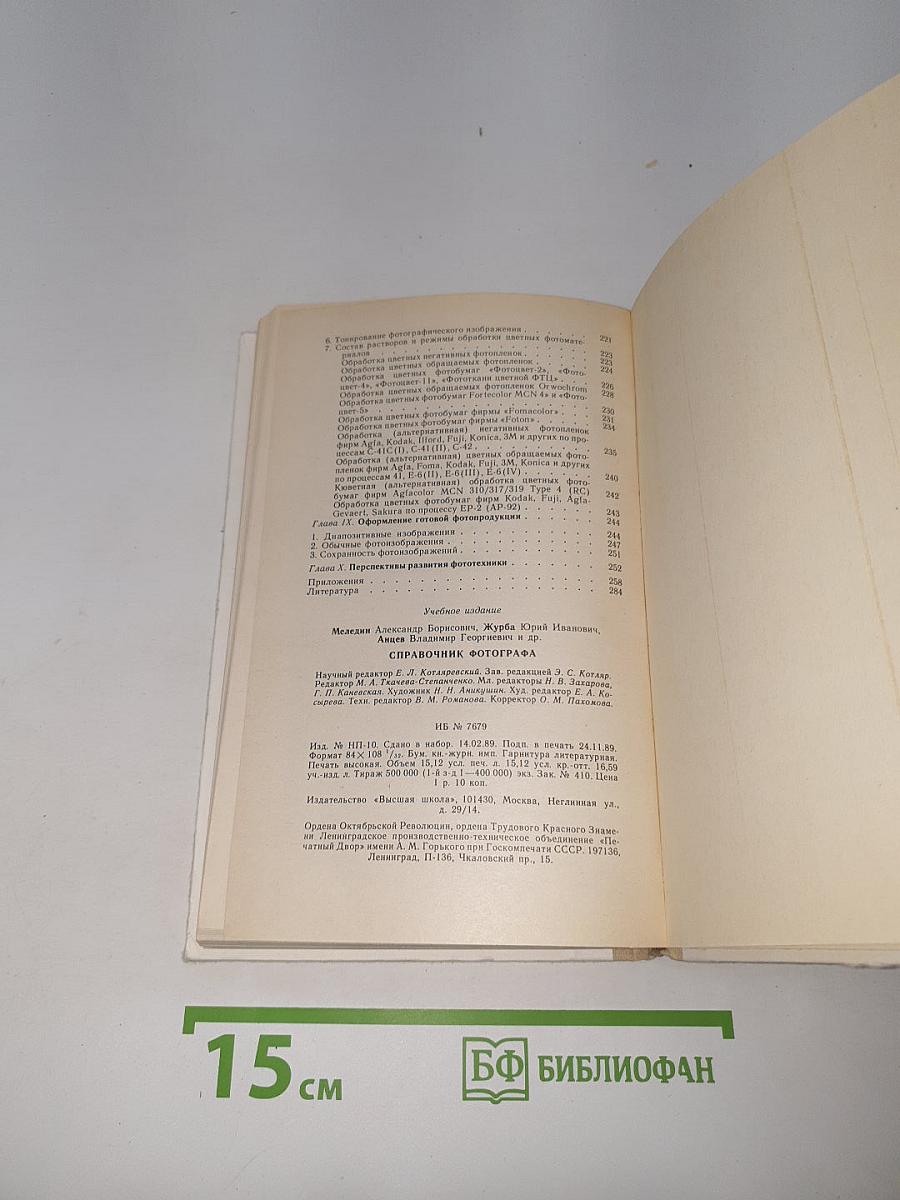 6. Тонирование фотографического изображения . . . . . . . 221
7. Состав растворов и режимы обработки цветных фотомате-
риалов . . . . . . . . . . . . . . . . 223
Обработка цветных негативных фотопленок . . . . . . 223
Обработка цветных обращаемых фотопленок . . . . . . 224
Обработка цветных фотобумаг «Фотоцвет-2», «Фото-
цвет-4», «Фотоцвет-11», «Фототкани цветной ФТЦ» . . . 226
Обработка цветных обращаемых фотопленок Orwochrom 228
Обработка цветных фотобумаг Fortecolor MCN 4» и «Фото-
цвет-5» . . . . . . . . . . . . . . . . 230
Обработка цветных фотобумаг фирмы «Fomacolor» . . . 231
Обработка цветных фотобумаг фирмы «Foton» . . . . . 234
Обработка (альтернативная) негативных фотопленок
фирм Agfa, Kodak, Ilford, Fuji, Konica, 3M и других по про-
цессам C-41C (I), C-41 (II), C-42 . . . . . . . . . 235
Обработка (альтернативная) цветных обращаемых фото-
пленок фирм Agfa, Foma, Kodak, Fuji, 3M, Konica и других
по процессам 41, E-6 (II), E-6 (III), E-6 (IV) . . . . . . 240
Кюветная (альтернативная) обработка цветных фото-
бумаг фирм Agfacolor MCN 310/317/319 Type 4 (RC) 242
Обработка цветных фотобумаг фирм Kodak, Fuji, Agfa-
Gevaert, Sakura по процессу EP-2 (AP-92) . . . . . . 243
Глава IX. Оформление готовой фотопродукции . . . . . . 244
1. Диапозитивные изображения . . . . . . . . . . 244
2. Обычные фотоизображения . . . . . . . . . . . 247
3. Сохранность фотоизображений . . . . . . . . . . 251
Глава X. Перспективы развития фототехники . . . . . . . 252
Приложения . . . . . . . . . . . . . . . . 258
Литература . . . . . . . . . . . . . . . . 284
Учебное издание
Меледин Александр Борисович, Журба Юрий Иванович,
Анцев Владимир Георгиевич и др.
СПРАВОЧНИК ФОТОГРАФА
Научный редактор Е. Л. Котляревский. Зав. редакцией Э. С. Котляр.
Редактор М. А. Ткачева-Степанченко. Мл. редакторы Н. В. Захарова,
Г. П. Каневская. Художник Н. Н. Аникушин. Худ. редактор Е. А. Ко-
сырева. Техн. редактор В. М. Романова. Корректор О. М. Пахомова.
ИБ № 7679
Изд. № НП-10. Сдано в набор. 14.02.89. Подп. в печать 24.11.89.
Формат 84×108 1/32. Бум. кн.-журн. имп. Гарнитура литературная.
Печать высокая. Объем 15,12 усл. печ. л. 15,12 усл. кр.-отт. 16,59
уч.-изд. л. Тираж 500 000 (1-й з-д 1—400 000) экз. Зак. № 410. Цена
1 р. 10 коп.
Издательство «Высшая школа», 101430, Москва, Неглинная ул.,
д. 29/14.
Ордена Октябрьской Революции, ордена Трудового Красного Знаме-
ни Ленинградское производственно-техническое объединение «Пе-
чатный Двор» имени А. М. Горького при Госкомпечати СССР. 197136,
Ленинград, П-136, Чкаловский пр., 15.
15 см
БФ БИБЛИОФАН